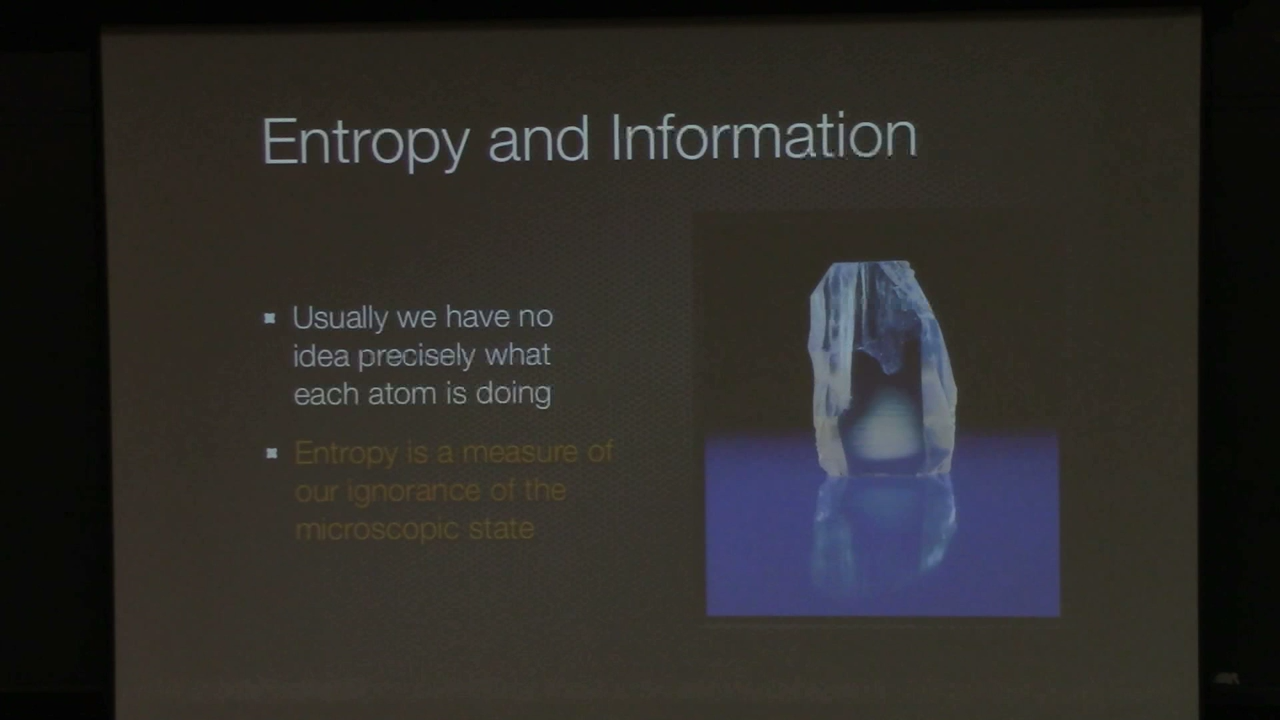 Entropy and Information
Usually we have no
idea precisely what
each atom is doing
Entropy is a measure of
our ignorance of the
microscopic state